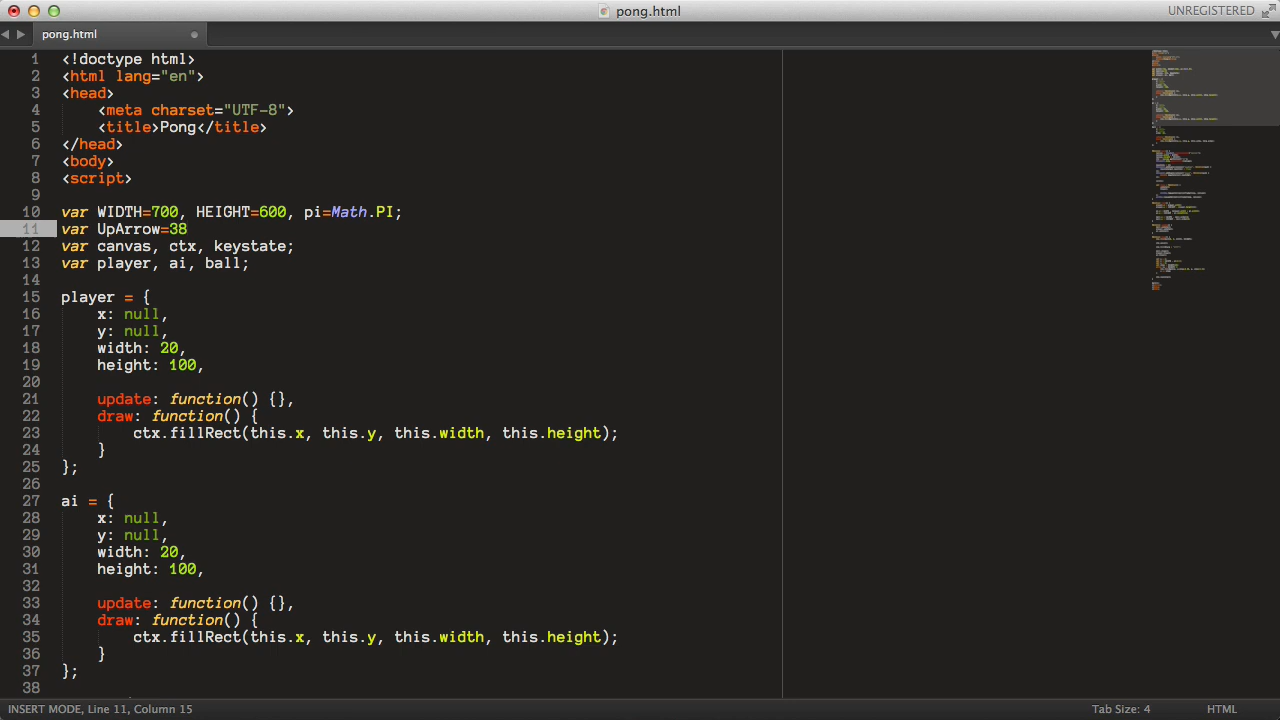 pong.html
UNREGISTERED
pong.html
1 <!doctype html>
2 <html lang="en">
3 <head>
4     <meta charset="UTF-8">
5     <title>Pong</title>
6 </head>
7 <body>
8 <script>
9
10 var WIDTH=700, HEIGHT=600, pi=Math.PI;
11 var UpArrow=38
12 var canvas, ctx, keystate;
13 var player, ai, ball;
14
15 player = {
16     x: null,
17     y: null,
18     width: 20,
19     height: 100,
20
21     update: function() {},
22     draw: function() {
23         ctx.fillRect(this.x, this.y, this.width, this.height);
24     }
25 };
26
27 ai = {
28     x: null,
29     y: null,
30     width: 20,
31     height: 100,
32
33     update: function() {},
34     draw: function() {
35         ctx.fillRect(this.x, this.y, this.width, this.height);
36     }
37 };
38
INSERT MODE, Line 11, Column 15
Tab Size: 4
HTML